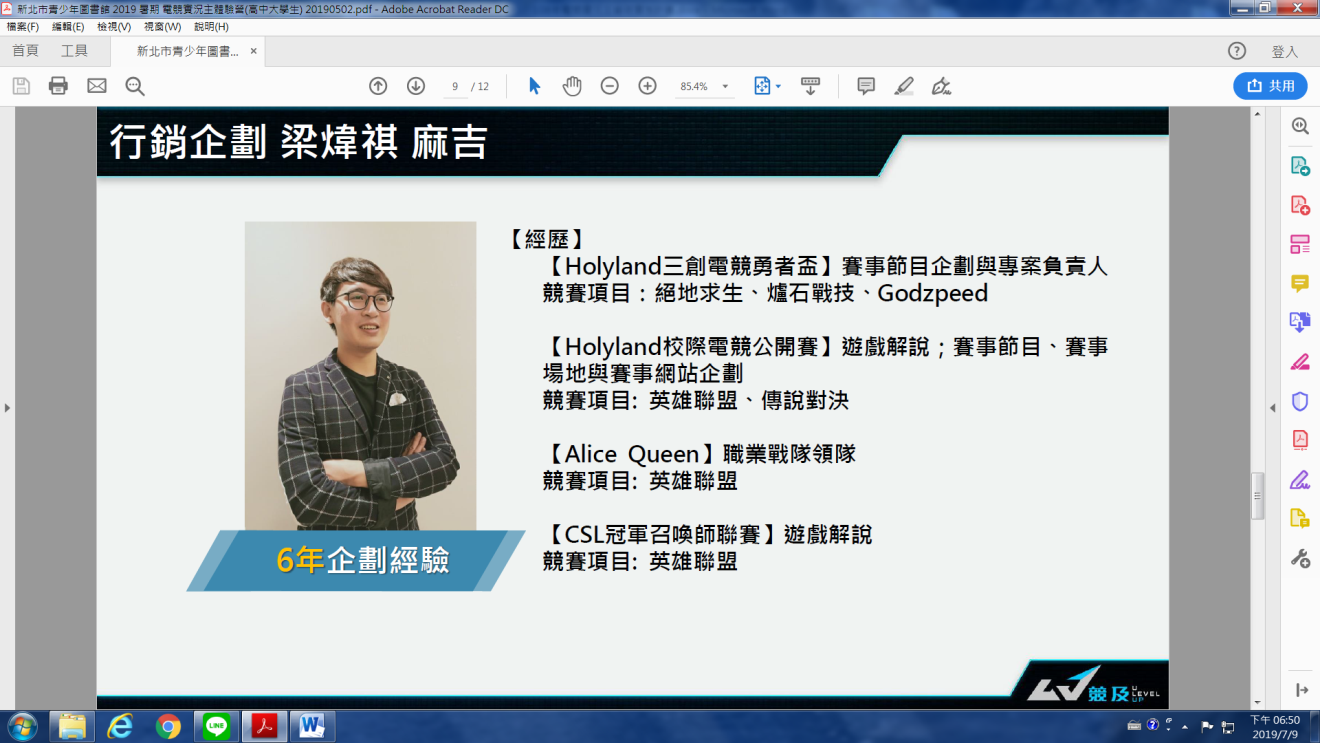 新北市青少年圖書館 2019 暑期 電競實況主體驗營(高中大學生) 20190502.pdf - Adobe Acrobat Reader DC
檔案(F) 編輯(E) 檢視(V) 視窗(W) 說明(H)
首頁 工具 新北市青少年圖書... × 登入
9 / 12 85.4% 共用
行銷企劃 梁煒祺 麻吉
【經歷】
【Holyland三創電競勇者盃】賽事節目企劃與專案負責人
競賽項目：絕地求生、爐石戰技、Godzpeed
【Holyland校際電競公開賽】遊戲解說；賽事節目、賽事
場地與賽事網站企劃
競賽項目: 英雄聯盟、傳說對決
【Alice Queen】職業戰隊領隊
競賽項目: 英雄聯盟
【CSL冠軍召喚師聯賽】遊戲解說
競賽項目: 英雄聯盟
6年企劃經驗
競及 U LEVEL UP
LINE
下午 06:50
2019/7/9